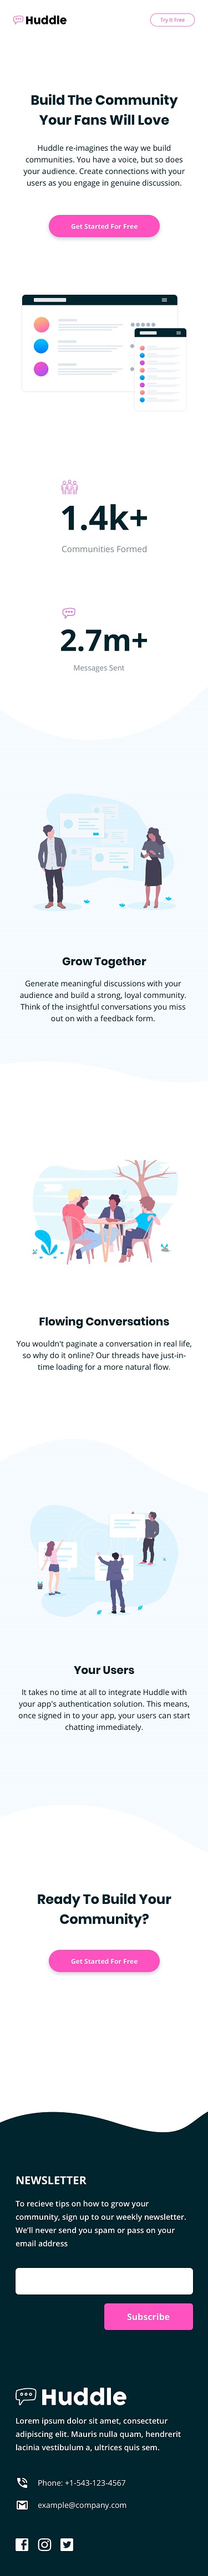 Huddle
Try It Free
Build The Community
Your Fans Will Love
Huddle re-imagines the way we build
communities. You have a voice, but so does
your audience. Create connections with your
users as you engage in genuine discussion.
Get Started For Free
1.4k+
Communities Formed
2.7m+
Messages Sent
Grow Together
Generate meaningful discussions with your
audience and build a strong, loyal community.
Think of the insightful conversations you miss
out on with a feedback form.
Flowing Conversations
You wouldn't paginate a conversation in real life,
so why do it online? Our threads have just-in-
time loading for a more natural flow.
Your Users
It takes no time at all to integrate Huddle with
your app's authentication solution. This means,
once signed in to your app, your users can start
chatting immediately.
Ready To Build Your
Community?
Get Started For Free
NEWSLETTER
To recieve tips on how to grow your
community, sign up to our weekly newsletter.
We'll never send you spam or pass on your
email address
Subscribe
Huddle
Lorem ipsum dolor sit amet, consectetur
adipiscing elit. Mauris nulla quam, hendrerit
lacinia vestibulum a, ultrices quis sem.
Phone: +1-543-123-4567
example@company.com